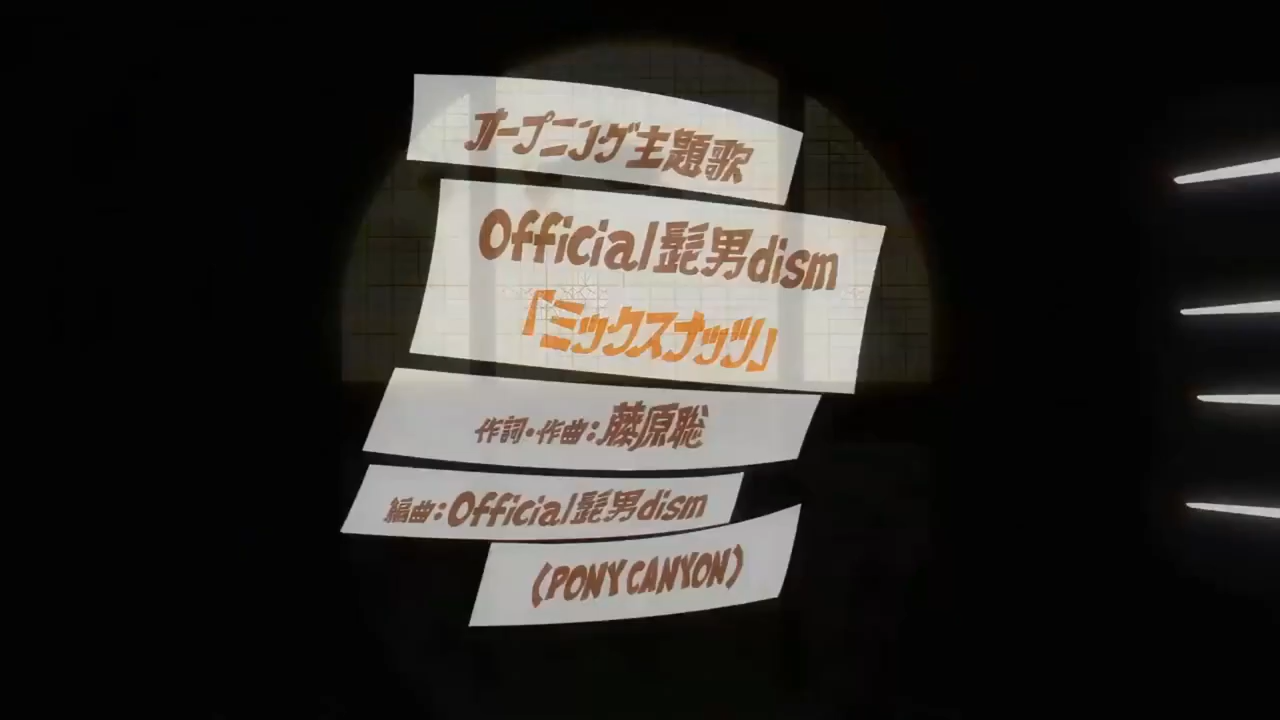 オープニング主題歌
Official髭男dism
「ミックスナッツ」
作詞・作曲：藤原聡
編曲：Official髭男dism
(PONY CANYON)